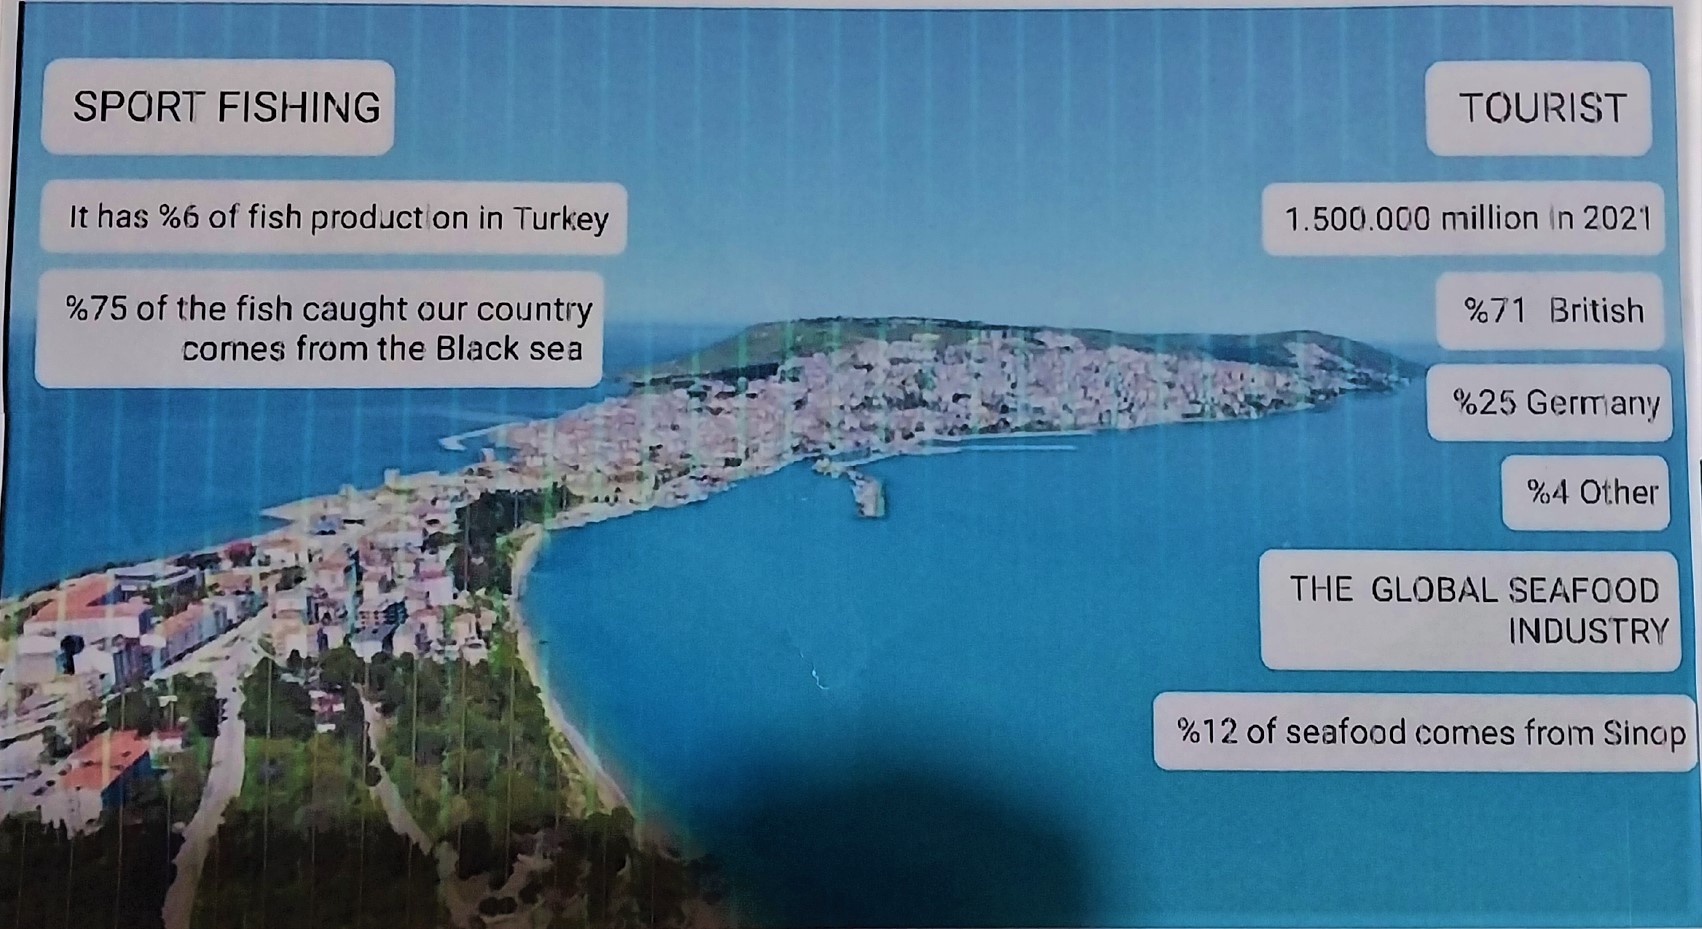 SPORT FISHING
It has %6 of fish production in Turkey
%75 of the fish caught our country
comes from the Black sea
TOURIST
1.500.000 million in 2021
%71 British
%25 Germany
%4 Other
THE GLOBAL SEAFOOD
INDUSTRY
%12 of seafood comes from Sinop